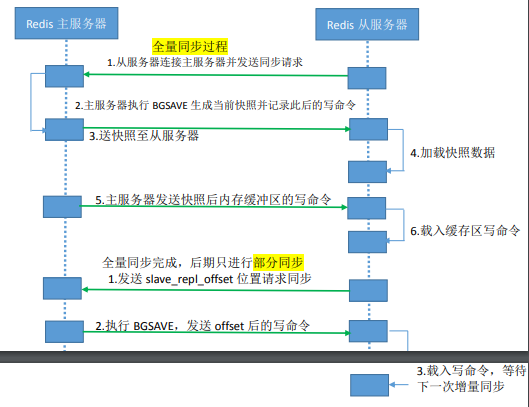 Redis 主服务器
Redis 从服务器
全量同步过程
1.从服务器连接主服务器并发送同步请求
2.主服务器执行 BGSAVE 生成当前快照并记录此后的写命令
3.送快照至从服务器
4.加载快照数据
5.主服务器发送快照后内存缓冲区的写命令
6.载入缓存区写命令
全量同步完成，后期只进行部分同步
1.发送 slave_repl_offset 位置请求同步
2.执行 BGSAVE，发送 offset 后的写命令
3.载入写命令，等待
下一次增量同步